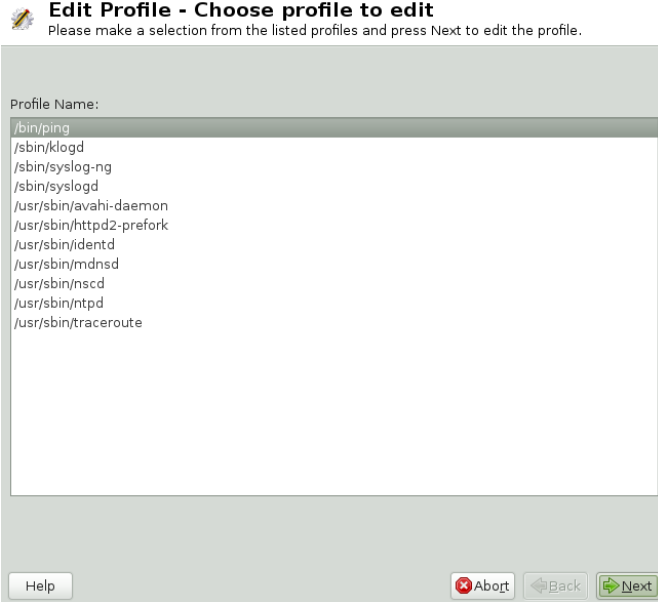 Edit Profile - Choose profile to edit
Please make a selection from the listed profiles and press Next to edit the profile.
Profile Name:
/bin/ping
/sbin/klogd
/sbin/syslog-ng
/sbin/syslogd
/usr/sbin/avahi-daemon
/usr/sbin/httpd2-prefork
/usr/sbin/identd
/usr/sbin/mdnsd
/usr/sbin/nscd
/usr/sbin/ntpd
/usr/sbin/traceroute
Help
Abort
Back
Next